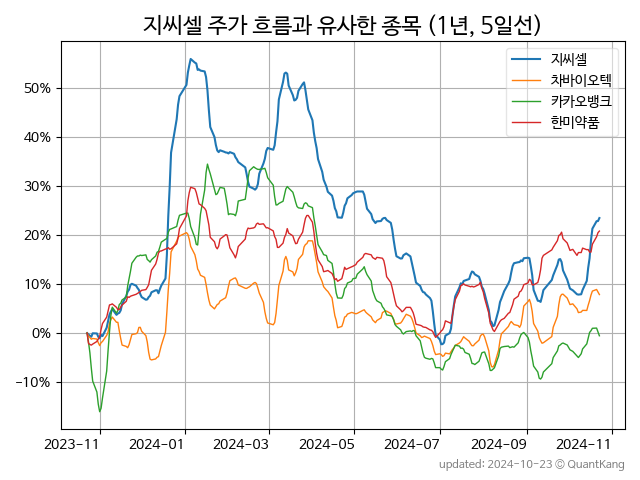 지씨셀 주가 흐름과 유사한 종목 (1년, 5일선)
지씨셀
차바이오텍
카카오뱅크
한미약품
50%
40%
30%
20%
10%
0%
−10%
2023-11
2024-01
2024-03
2024-05
2024-07
2024-09
2024-11
updated: 2024-10-23 ⓒ QuantKang